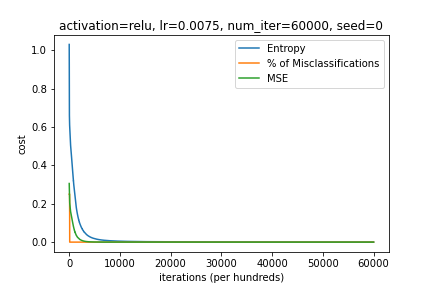 activation=relu, lr=0.0075, num_iter=60000, seed=0
Entropy
% of Misclassifications
MSE
1.0
0.8
0.6
0.4
0.2
0.0
cost
0 10000 20000 30000 40000 50000 60000
iterations (per hundreds)